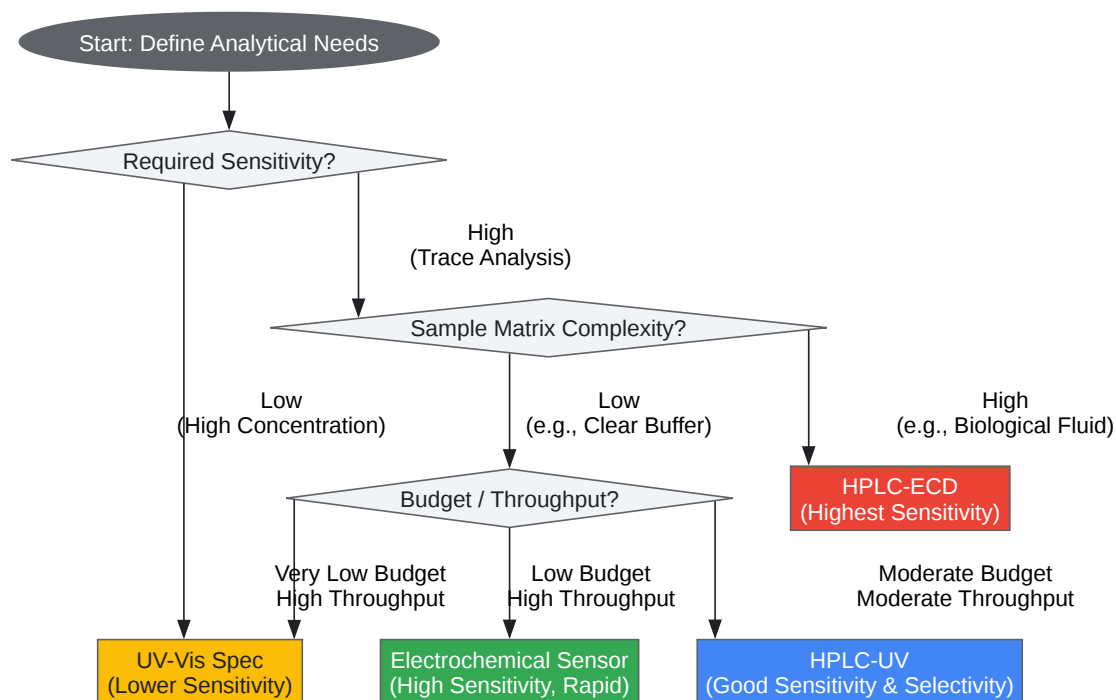 Start: Define Analytical Needs
Required Sensitivity?
High
(Trace Analysis)
Sample Matrix Complexity?
Low
(High Concentration)
Low
(e.g., Clear Buffer)
High
(e.g., Biological Fluid)
HPLC-ECD
(Highest Sensitivity)
Budget / Throughput?
Very Low Budget
High Throughput
Low Budget
High Throughput
Moderate Budget
Moderate Throughput
UV-Vis Spec
(Lower Sensitivity)
Electrochemical Sensor
(High Sensitivity, Rapid)
HPLC-UV
(Good Sensitivity & Selectivity)